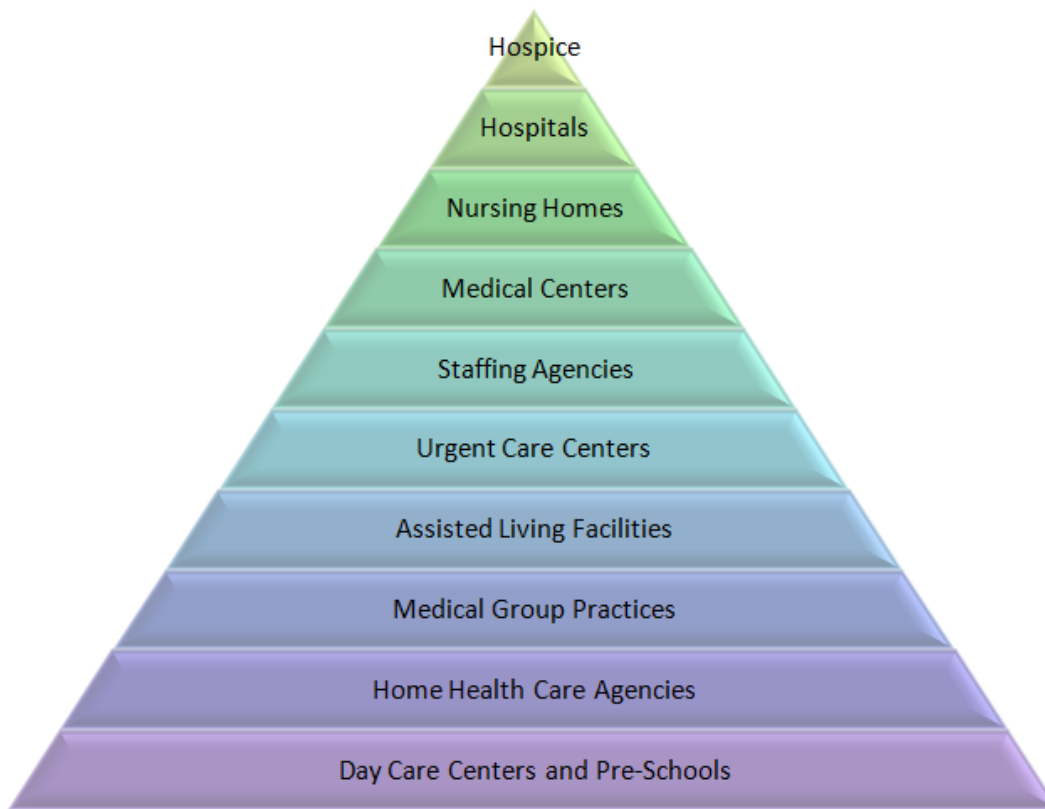 Hospice
Hospitals
Nursing Homes
Medical Centers
Staffing Agencies
Urgent Care Centers
Assisted Living Facilities
Medical Group Practices
Home Health Care Agencies
Day Care Centers and Pre-Schools